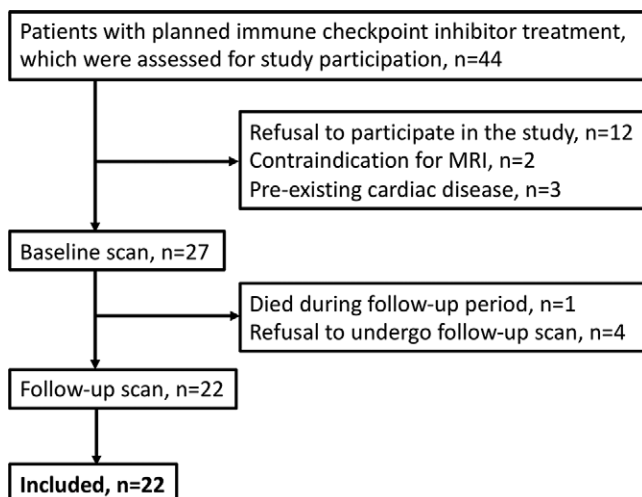 Patients with planned immune checkpoint inhibitor treatment,
which were assessed for study participation, n=44
Refusal to participate in the study, n=12
Contraindication for MRI, n=2
Pre-existing cardiac disease, n=3
Baseline scan, n=27
Died during follow-up period, n=1
Refusal to undergo follow-up scan, n=4
Follow-up scan, n=22
Included, n=22